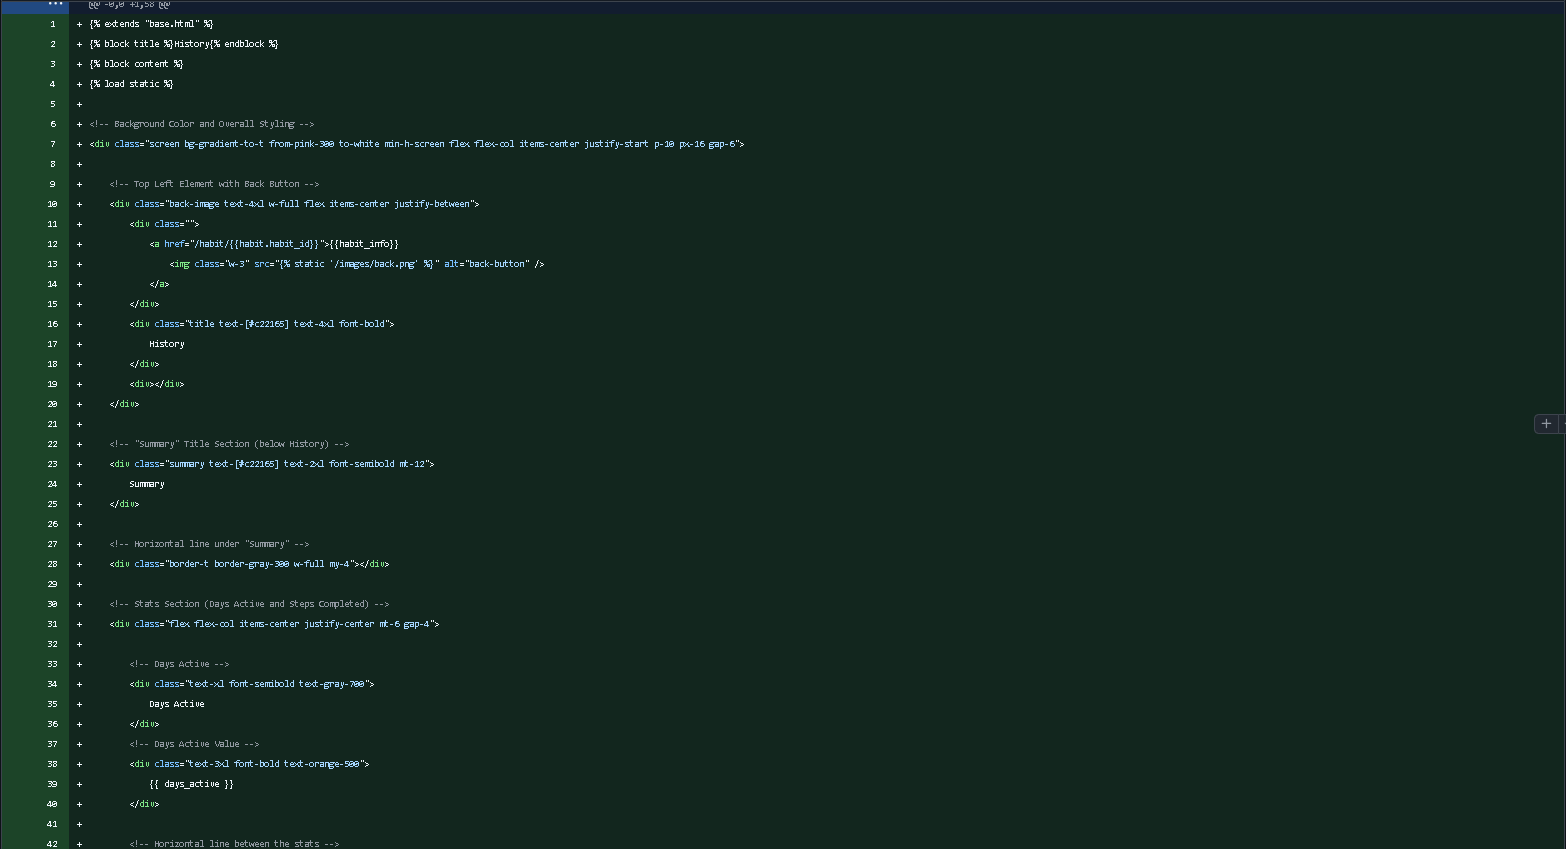 @@ -0,0 +1,58 @@
1 + {% extends "base.html" %}
2 + {% block title %}History{% endblock %}
3 + {% block content %}
4 + {% load static %}
5 +
6 + <!-- Background Color and Overall Styling -->
7 + <div class="screen bg-gradient-to-t from-pink-300 to-white min-h-screen flex flex-col items-center justify-start p-10 px-16 gap-6">
8 +
9 + <!-- Top Left Element with Back Button -->
10 + <div class="back-image text-4xl w-full flex items-center justify-between">
11 + <div class="">
12 + <a href="/habit/{{habit.habit_id}}">{{habit_info}}
13 + <img class="w-3" src="{% static '/images/back.png' %}" alt="back-button" />
14 + </a>
15 + </div>
16 + <div class="title text-[#c22165] text-4xl font-bold">
17 + History
18 + </div>
19 + <div></div>
20 + </div>
21 +
22 + <!-- "Summary" Title Section (below History) -->
23 + <div class="summary text-[#c22165] text-2xl font-semibold mt-12">
24 + Summary
25 + </div>
26 +
27 + <!-- Horizontal line under "Summary" -->
28 + <div class="border-t border-gray-300 w-full my-4"></div>
29 +
30 + <!-- Stats Section (Days Active and Steps Completed) -->
31 + <div class="flex flex-col items-center justify-center mt-6 gap-4">
32 +
33 + <!-- Days Active -->
34 + <div class="text-xl font-semibold text-gray-700">
35 + Days Active
36 + </div>
37 + <!-- Days Active Value -->
38 + <div class="text-3xl font-bold text-orange-500">
39 + {{ days_active }}
40 + </div>
41 +
42 + <!-- Horizontal line between the stats -->